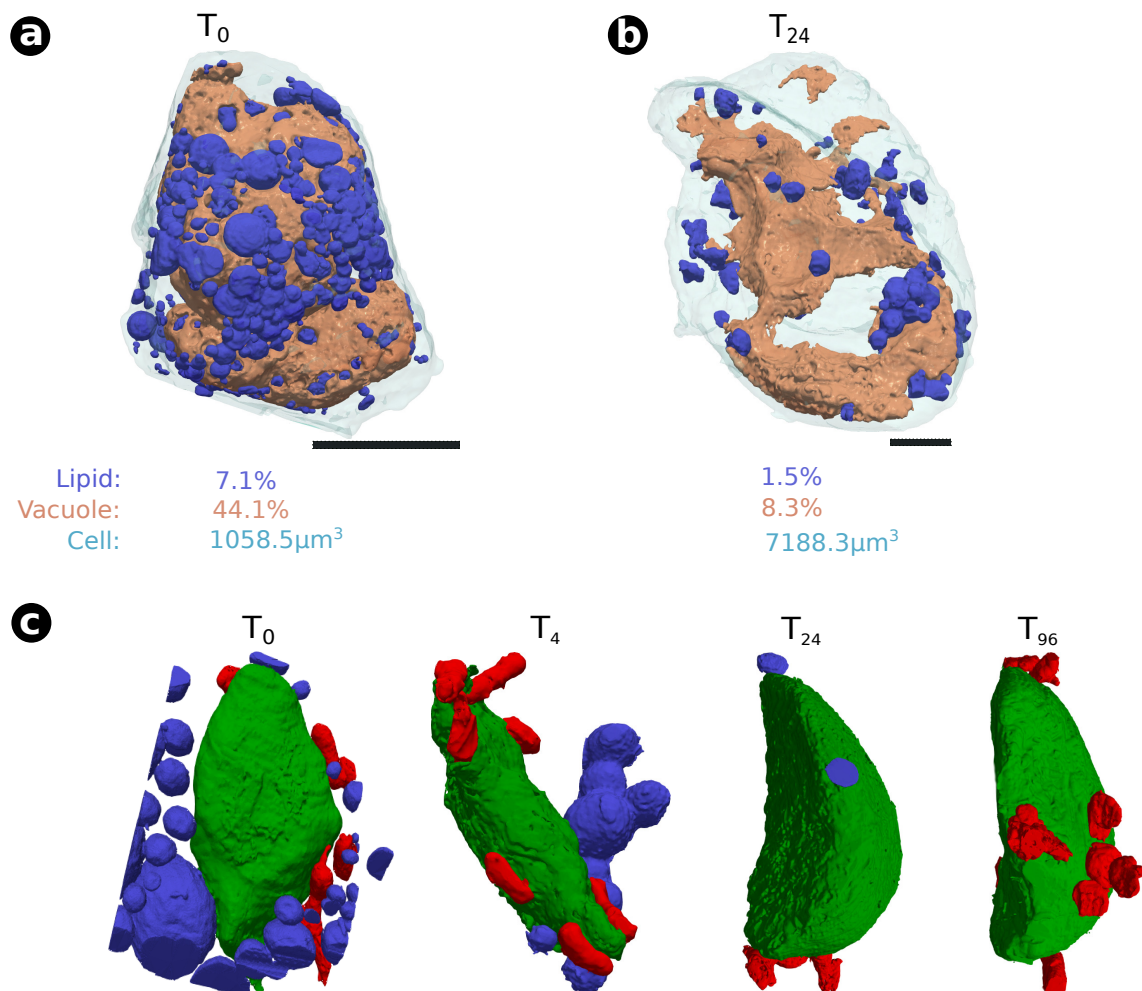 a T₀
b T₂₄
Lipid: 7.1% 1.5%
Vacuole: 44.1% 8.3%
Cell: 1058.5µm³ 7188.3µm³
c T₀ T₄ T₂₄ T₉₆